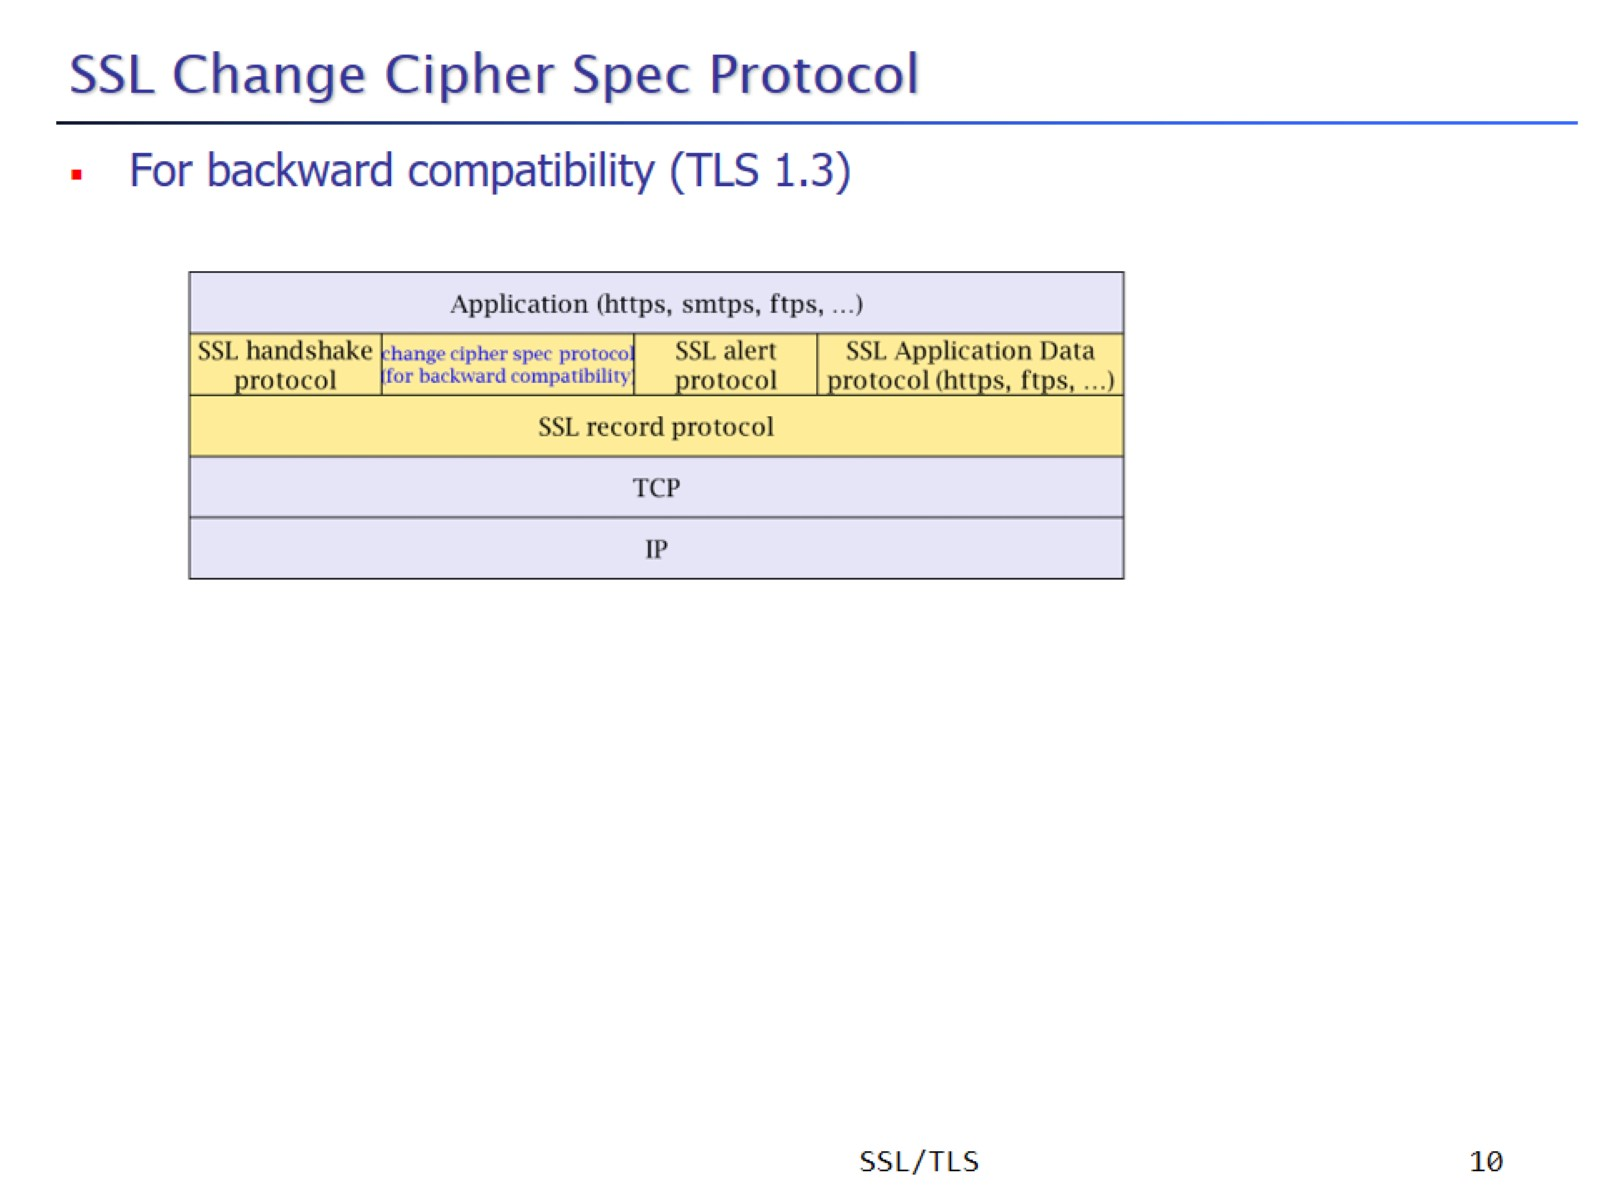 SSL Change Cipher Spec Protocol
For backward compatibility (TLS 1.3)
Application (https, smtps, ftps, ...)
SSL handshake
protocol
change cipher spec protocol
(for backward compatibility)
SSL alert
protocol
SSL Application Data
protocol (https, ftps, ...)
SSL record protocol
TCP
IP
SSL/TLS
10